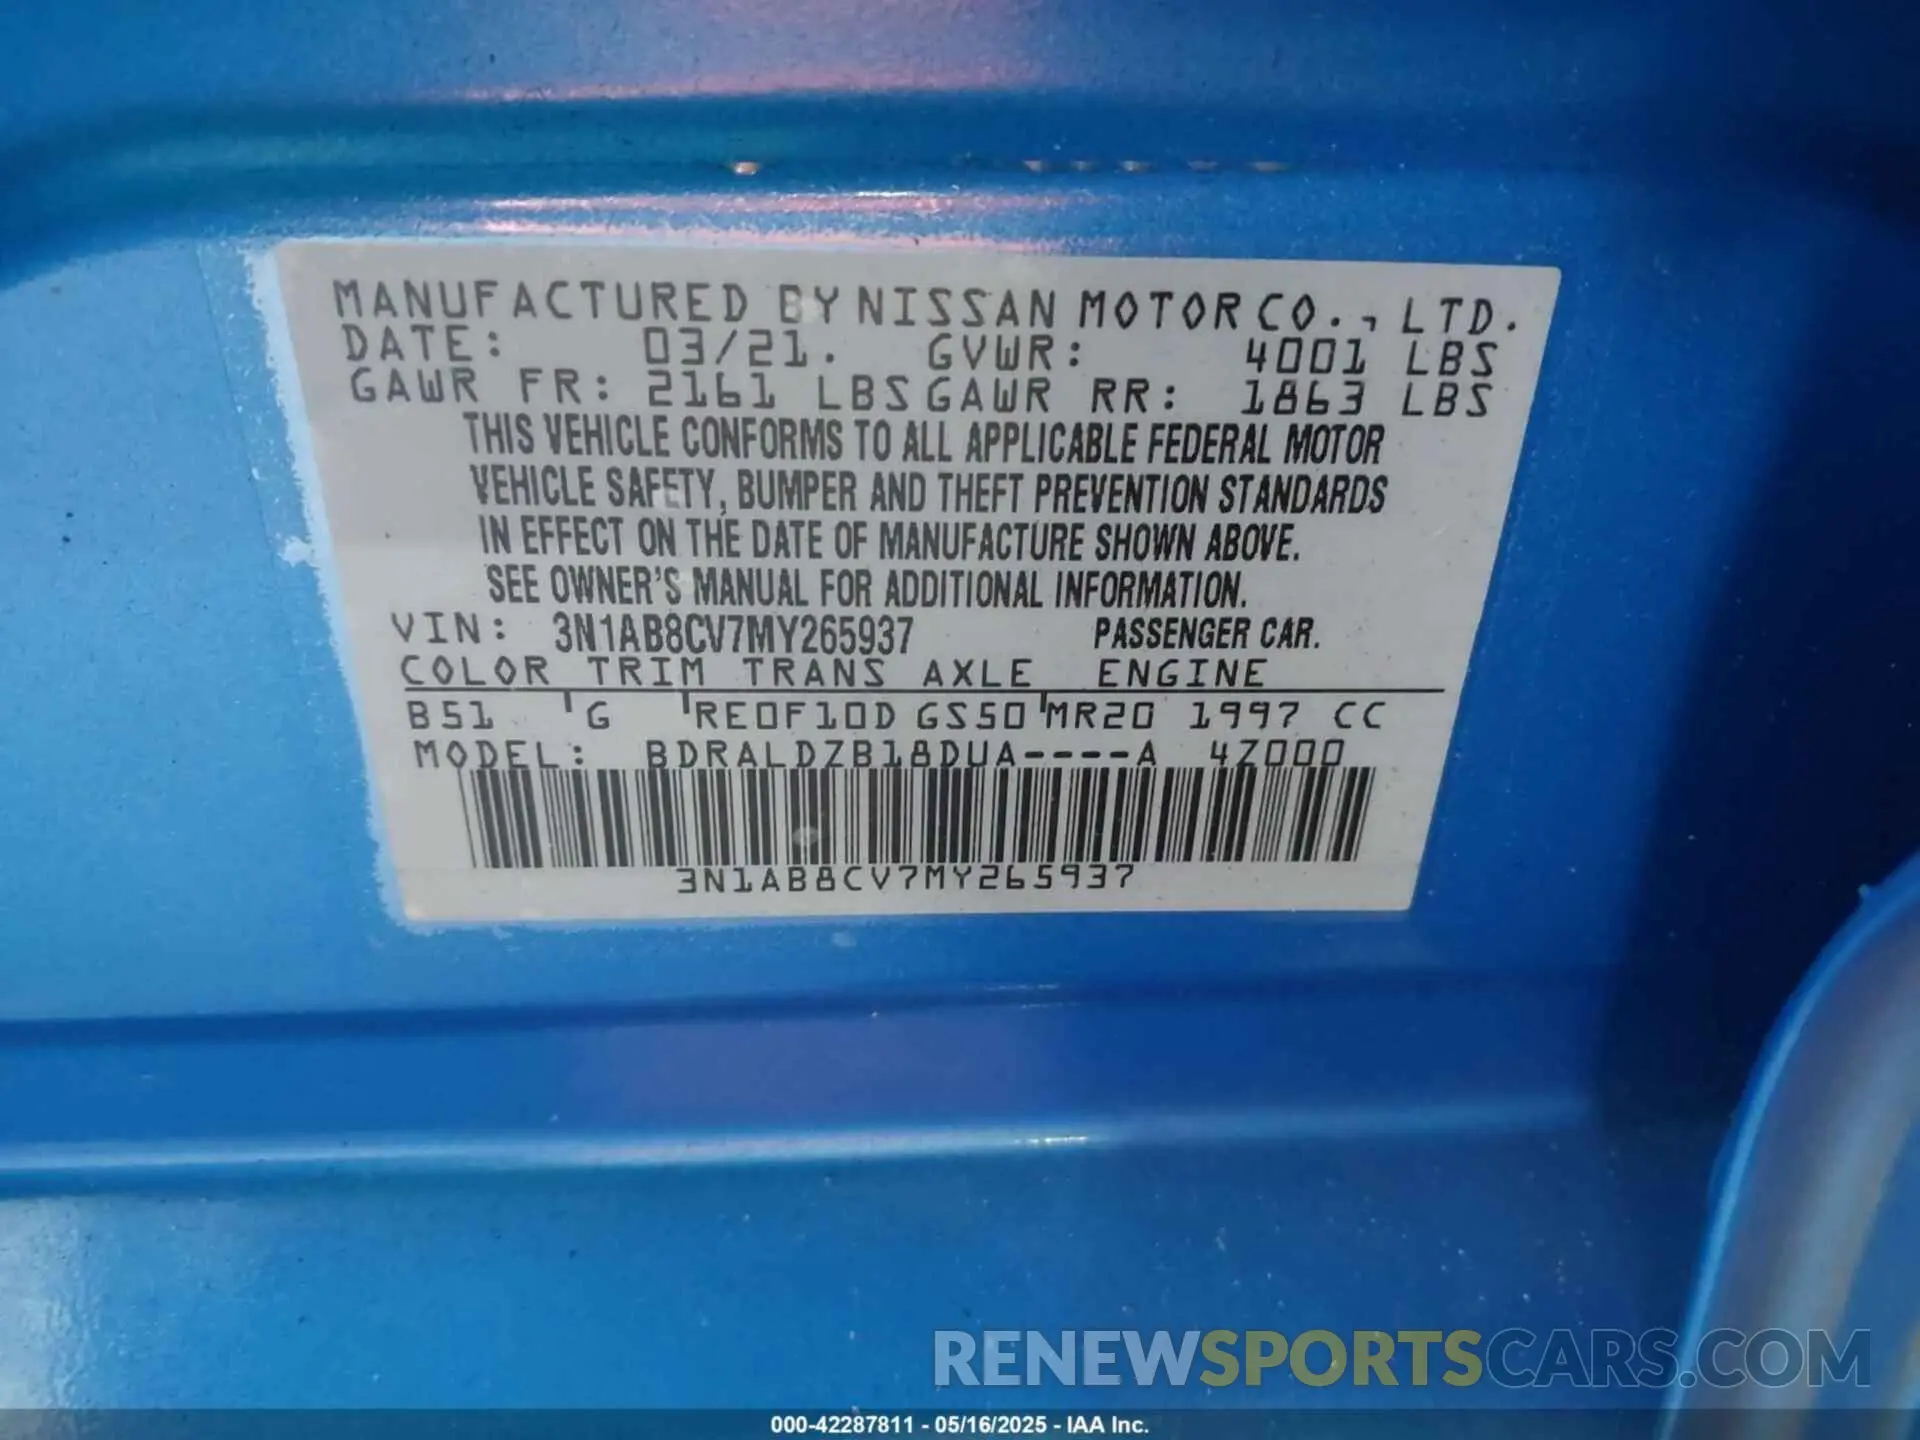 MANUFACTURED BY NISSAN MOTOR CO., LTD.
DATE: 03/21. GVWR: 4001 LBS
GAWR FR: 2161 LBS GAWR RR: 1863 LBS
THIS VEHICLE CONFORMS TO ALL APPLICABLE FEDERAL MOTOR
VEHICLE SAFETY, BUMPER AND THEFT PREVENTION STANDARDS
IN EFFECT ON THE DATE OF MANUFACTURE SHOWN ABOVE.
SEE OWNER'S MANUAL FOR ADDITIONAL INFORMATION.
VIN: 3N1AB8CV7MY265937 PASSENGER CAR.
COLOR TRIM TRANS AXLE ENGINE
B51 G RE0F10D GS50 MR20 1997 CC
MODEL: BDRALDZB18DUA----A 4Z000
3N1AB8CV7MY265937
RENEWSPORTSCARS.COM
000-42287811 - 05/16/2025 - IAA Inc.